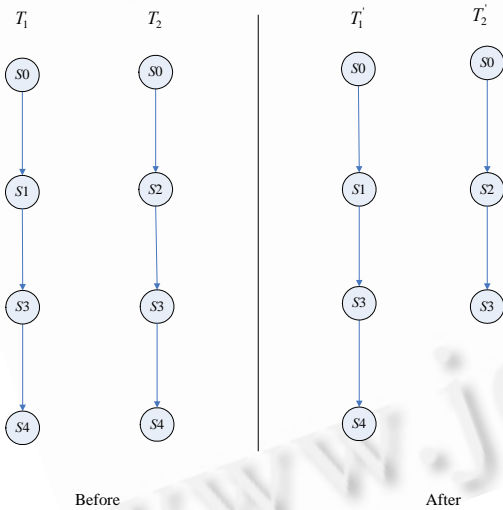 T1 T2 T1' T2'
S0 S0 S0 S0
S1 S2 S1 S2
S3 S3 S3 S3
S4 S4 S4
Before After
www.j